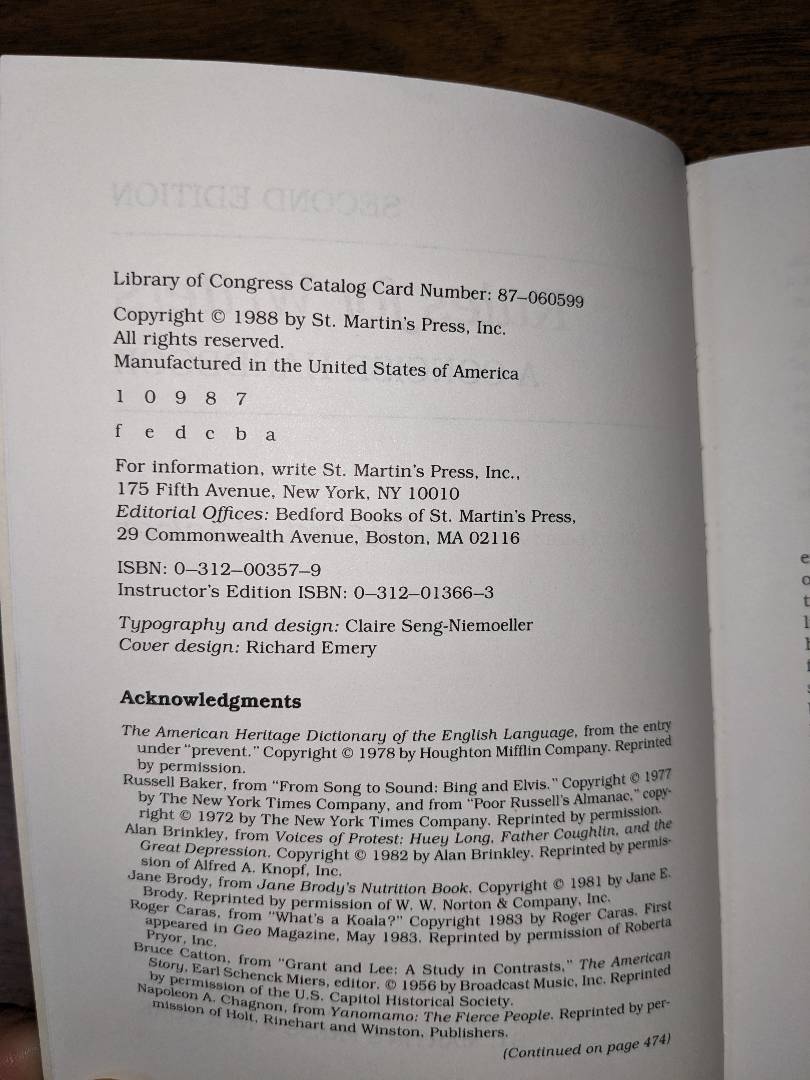 SECOND EDITION
Library of Congress Catalog Card Number: 87–060599
Copyright © 1988 by St. Martin's Press, Inc.
All rights reserved.
Manufactured in the United States of America
1 0 9 8 7
f e d c b a
For information, write St. Martin's Press, Inc.,
175 Fifth Avenue, New York, NY 10010
Editorial Offices: Bedford Books of St. Martin's Press,
29 Commonwealth Avenue, Boston, MA 02116
ISBN: 0–312–00357–9
Instructor's Edition ISBN: 0–312–01366–3
Typography and design: Claire Seng-Niemoeller
Cover design: Richard Emery
Acknowledgments
The American Heritage Dictionary of the English Language, from the entry
under "prevent." Copyright © 1978 by Houghton Mifflin Company. Reprinted
by permission.
Russell Baker, from "From Song to Sound: Bing and Elvis." Copyright © 1977
by The New York Times Company, and from "Poor Russell's Almanac," copy-
right © 1972 by The New York Times Company. Reprinted by permission.
Alan Brinkley, from Voices of Protest: Huey Long, Father Coughlin, and the
Great Depression. Copyright © 1982 by Alan Brinkley. Reprinted by permis-
sion of Alfred A. Knopf, Inc.
Jane Brody, from Jane Brody's Nutrition Book. Copyright © 1981 by Jane E.
Brody. Reprinted by permission of W. W. Norton & Company, Inc.
Roger Caras, from "What's a Koala?" Copyright 1983 by Roger Caras. First
appeared in Geo Magazine, May 1983. Reprinted by permission of Roberta
Pryor, Inc.
Bruce Catton, from "Grant and Lee: A Study in Contrasts," The American
Story, Earl Schenck Miers, editor. © 1956 by Broadcast Music, Inc. Reprinted
by permission of the U.S. Capitol Historical Society.
Napoleon A. Chagnon, from Yanomamo: The Fierce People. Reprinted by per-
mission of Holt, Rinehart and Winston, Publishers.
(Continued on page 474)